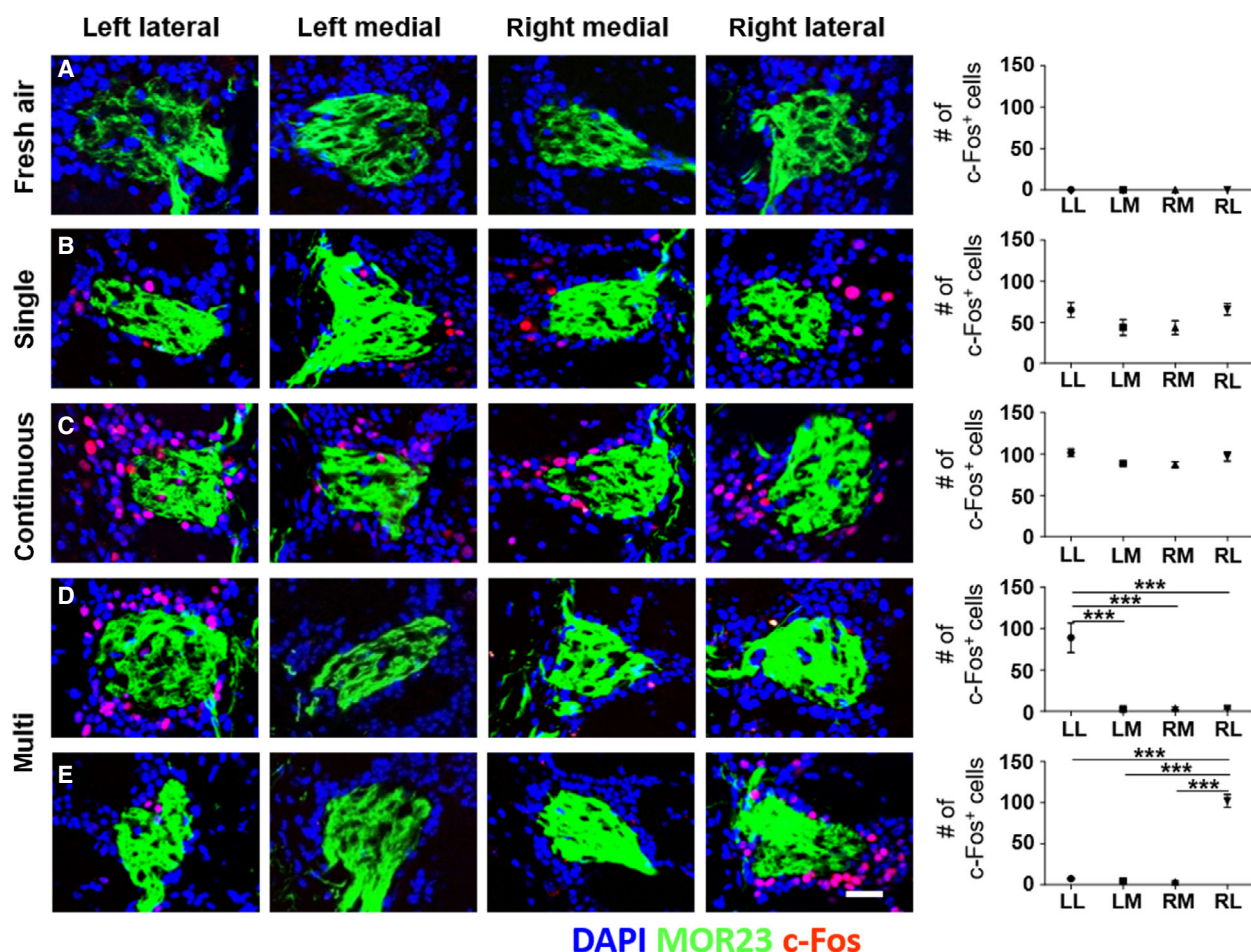 Left lateral Left medial Right medial Right lateral
Fresh air
A
# of
c-Fos⁺ cells
150
100
50
0
LL LM RM RL
Single
B
# of
c-Fos⁺ cells
150
100
50
0
LL LM RM RL
Continuous
C
# of
c-Fos⁺ cells
150
100
50
0
LL LM RM RL
Multi
D
# of
c-Fos⁺ cells
150
100
50
0
***
***
***
LL LM RM RL
E
# of
c-Fos⁺ cells
150
100
50
0
***
***
***
LL LM RM RL
DAPI MOR23 c-Fos